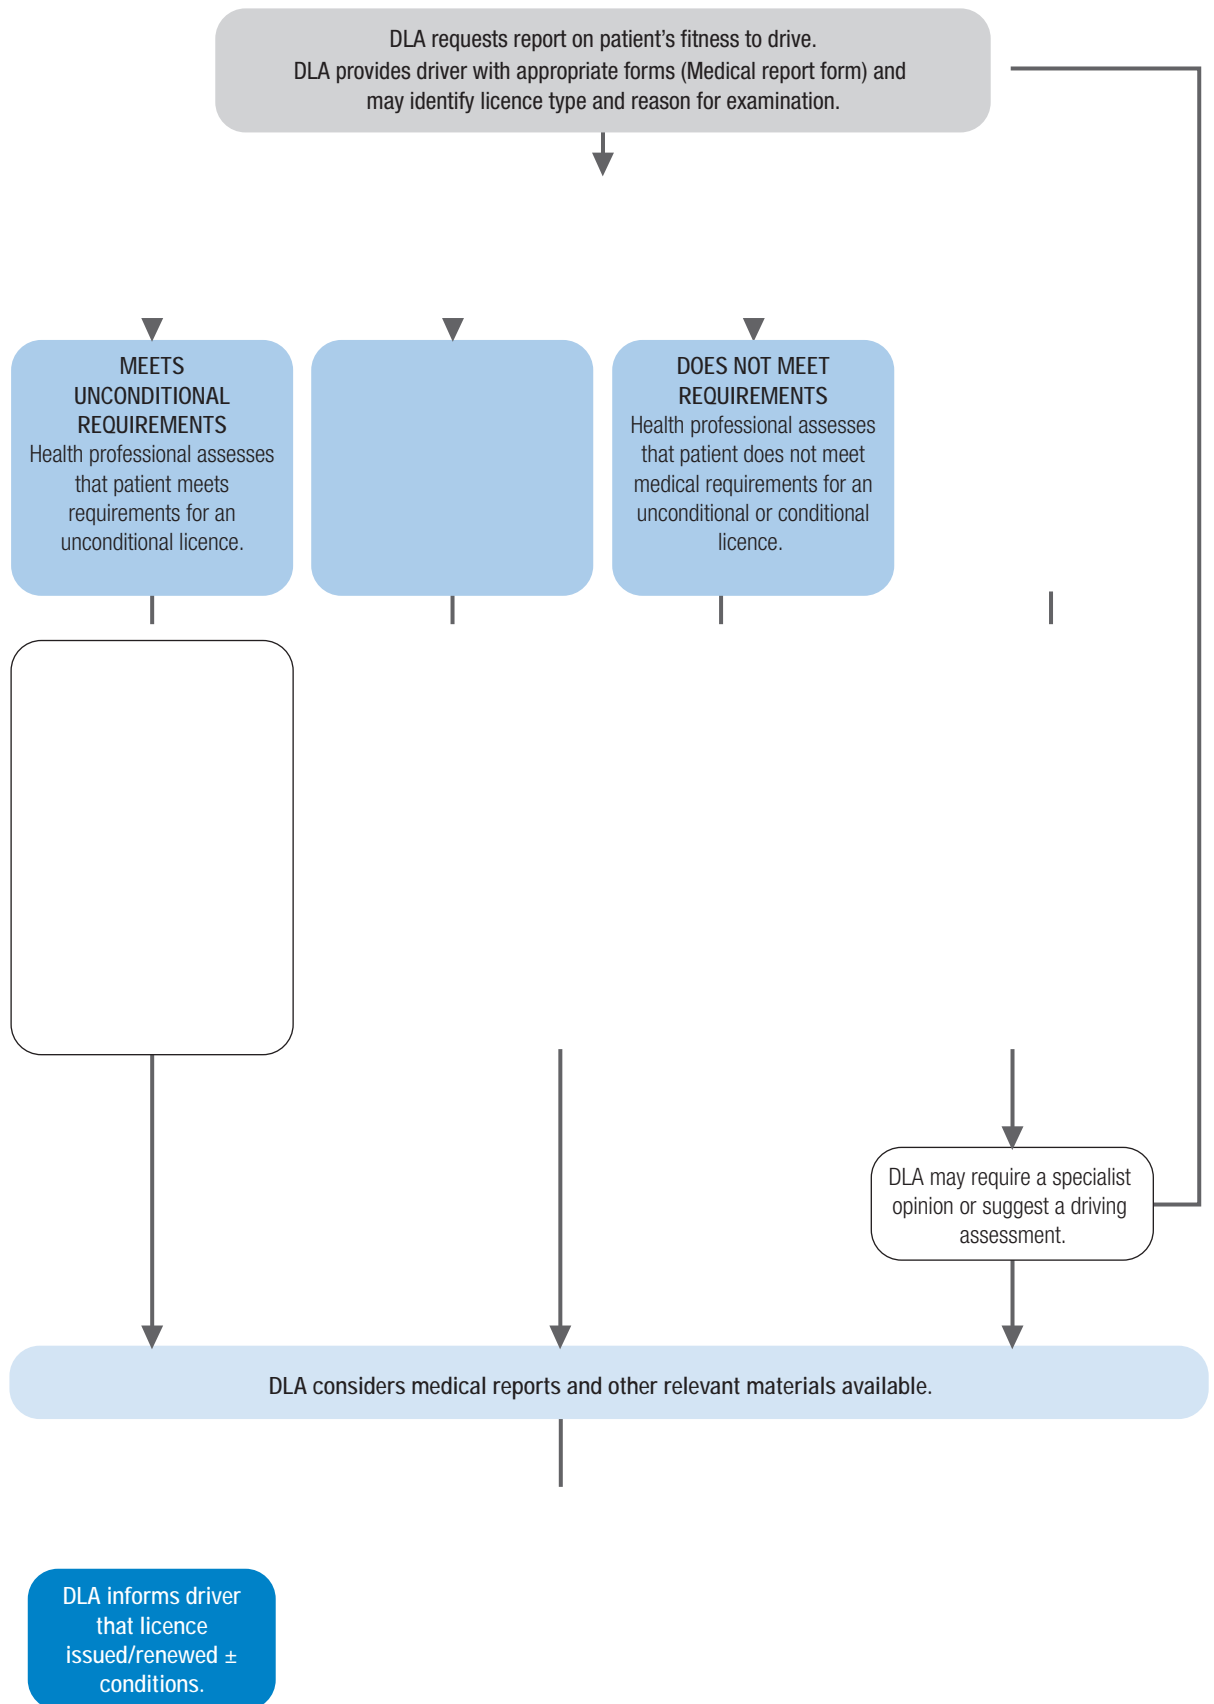 DLA requests report on patient’s fitness to drive.
DLA provides driver with appropriate forms (Medical report form) and
may identify licence type and reason for examination.
MEETS
UNCONDITIONAL
REQUIREMENTS
Health professional assesses
that patient meets
requirements for an
unconditional licence.
DOES NOT MEET
REQUIREMENTS
Health professional assesses
that patient does not meet
medical requirements for an
unconditional or conditional
licence.
DLA may require a specialist
opinion or suggest a driving
assessment.
DLA considers medical reports and other relevant materials available.
DLA informs driver
that licence
issued/renewed ±
conditions.